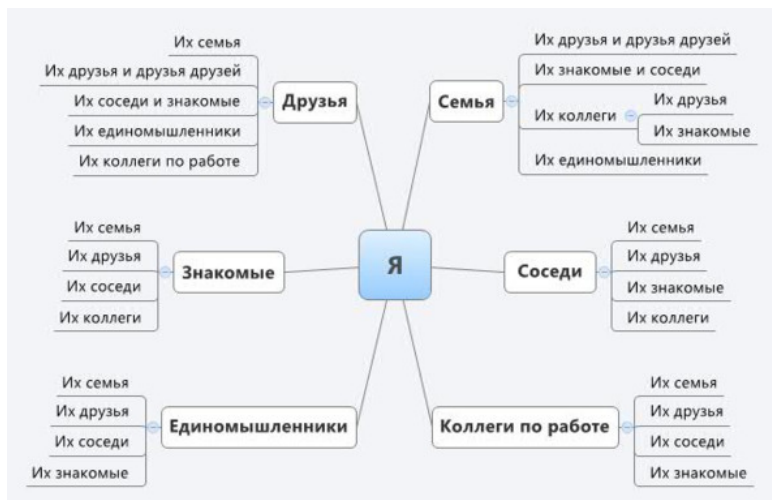 Их семья
Их друзья и друзья друзей
Их соседи и знакомые
Их единомышленники
Их коллеги по работе
Друзья
Семья
Их друзья и друзья друзей
Их знакомые и соседи
Их коллеги
Их друзья
Их знакомые
Их единомышленники
Их семья
Их друзья
Их соседи
Их коллеги
Знакомые
Я
Соседи
Их семья
Их друзья
Их знакомые
Их коллеги
Их семья
Их друзья
Их соседи
Их знакомые
Единомышленники
Коллеги по работе
Их семья
Их друзья
Их соседи
Их знакомые